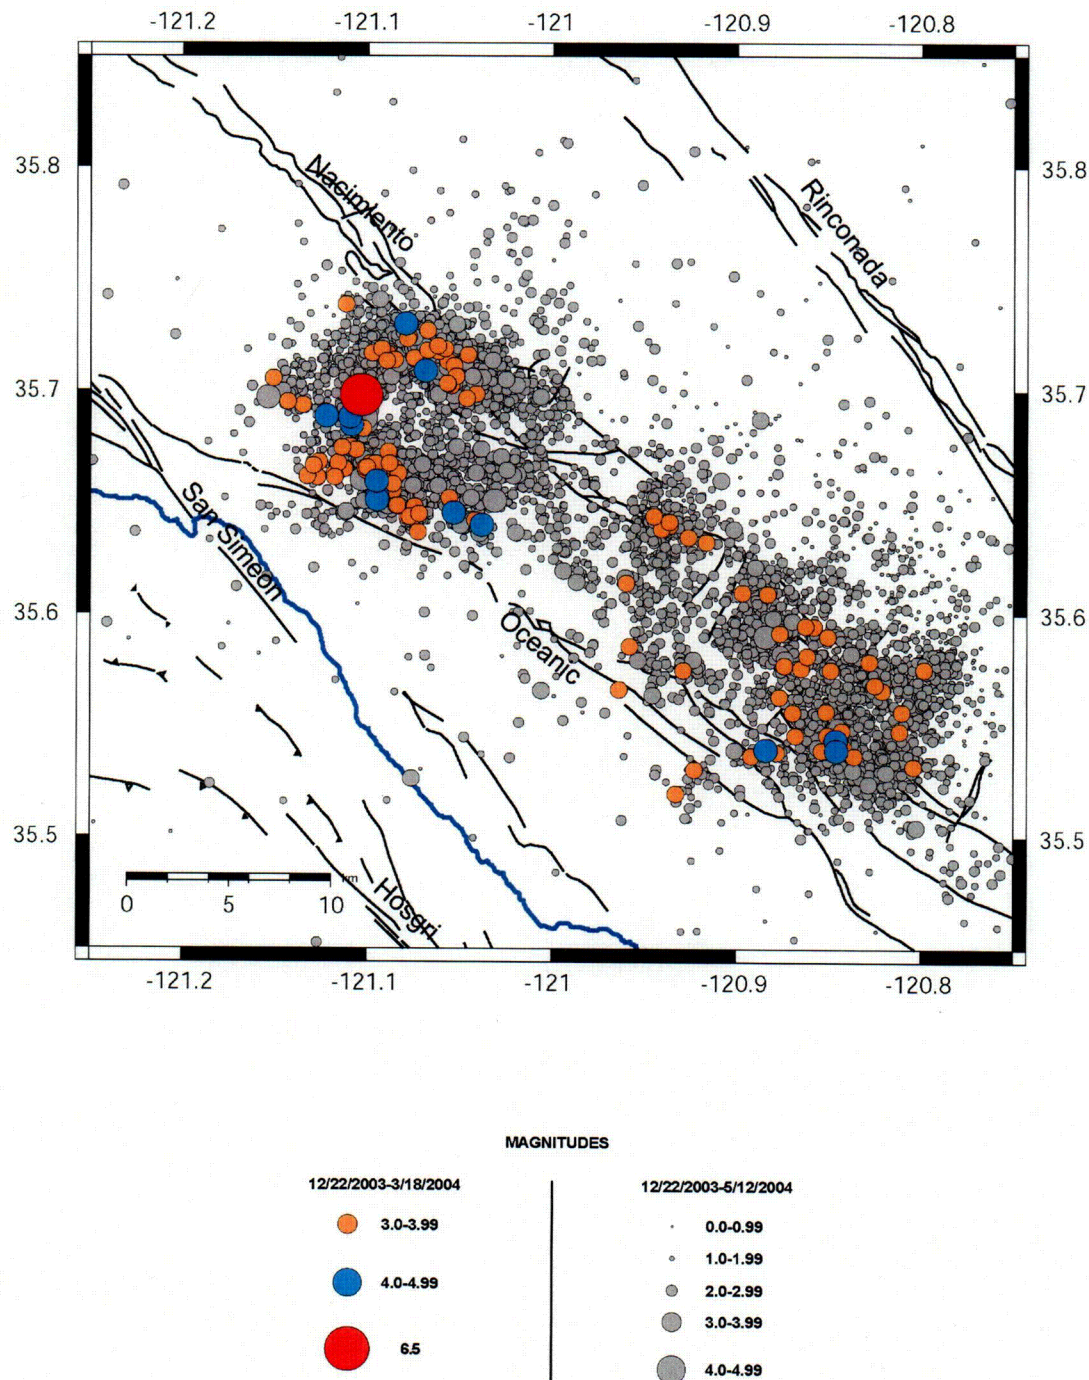 -121.2 -121.1 -121 -120.9 -120.8
35.8 35.8
Nacimiento
Rinconada
35.7 35.7
San Simeon
35.6 35.6
Oceanic
35.5 35.5
km
0 5 10
Hosgri
-121.2 -121.1 -121 -120.9 -120.8
MAGNITUDES
12/22/2003-3/18/2004
3.0-3.99
4.0-4.99
6.5
12/22/2003-5/12/2004
0.0-0.99
1.0-1.99
2.0-2.99
3.0-3.99
4.0-4.99